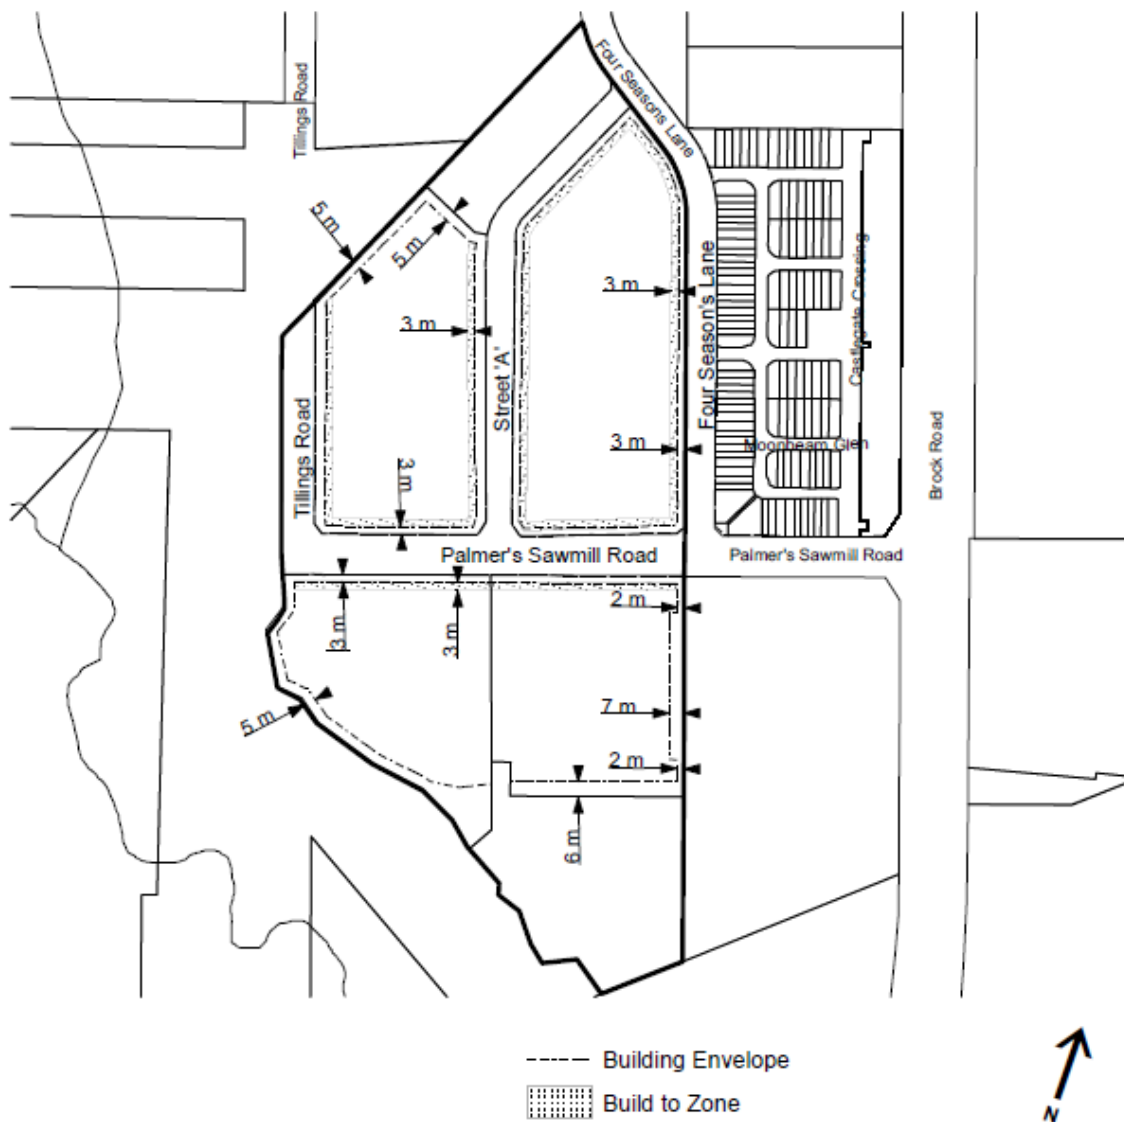 Four Seasons Lane
Tillings Road
5 m
5 m
3 m
3 m
Four Season's Lane
Castlegate Crossing
Street 'A'
Tillings Road
3 m
3 m
Moonbeam Glen
Brock Road
Palmer's Sawmill Road
Palmer's Sawmill Road
2 m
3 m
3 m
5 m
7 m
2 m
6 m
Building Envelope
Build to Zone
N